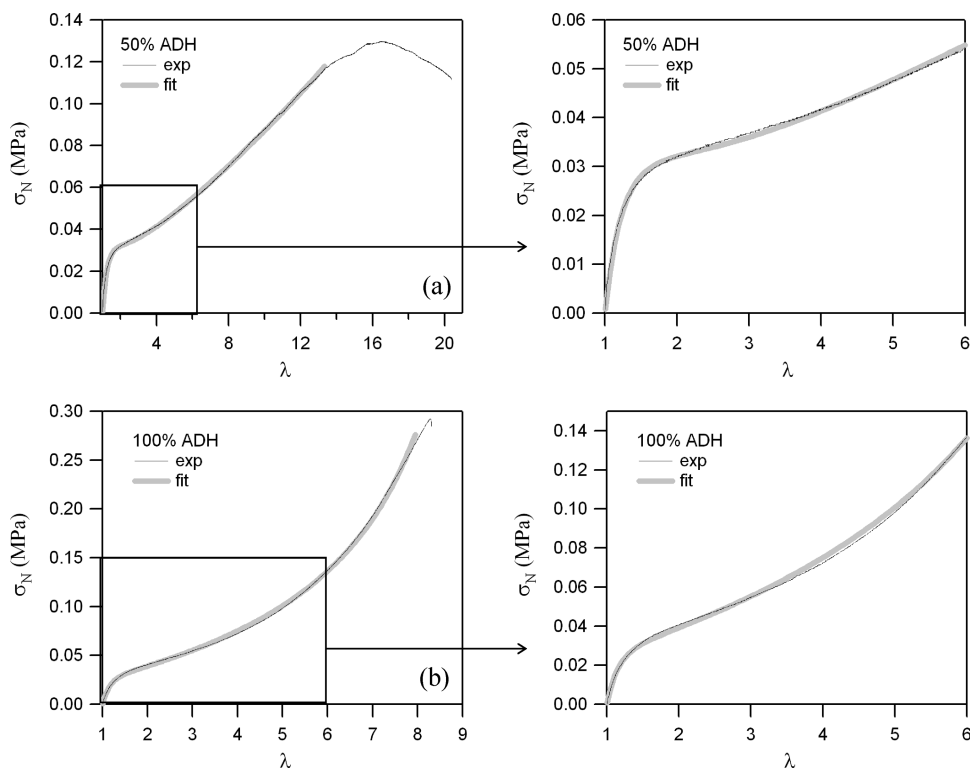 0.14
0.12
0.10
0.08
0.06
0.04
0.02
0.00
σN (MPa)
50% ADH
exp
fit
(a)
4
8
12
16
20
λ
0.06
0.05
0.04
0.03
0.02
0.01
0.00
σN (MPa)
50% ADH
exp
fit
1
2
3
4
5
6
λ
0.30
0.25
0.20
0.15
0.10
0.05
0.00
σN (MPa)
100% ADH
exp
fit
(b)
1
2
3
4
5
6
7
8
9
λ
0.14
0.12
0.10
0.08
0.06
0.04
0.02
0.00
σN (MPa)
100% ADH
exp
fit
1
2
3
4
5
6
λ